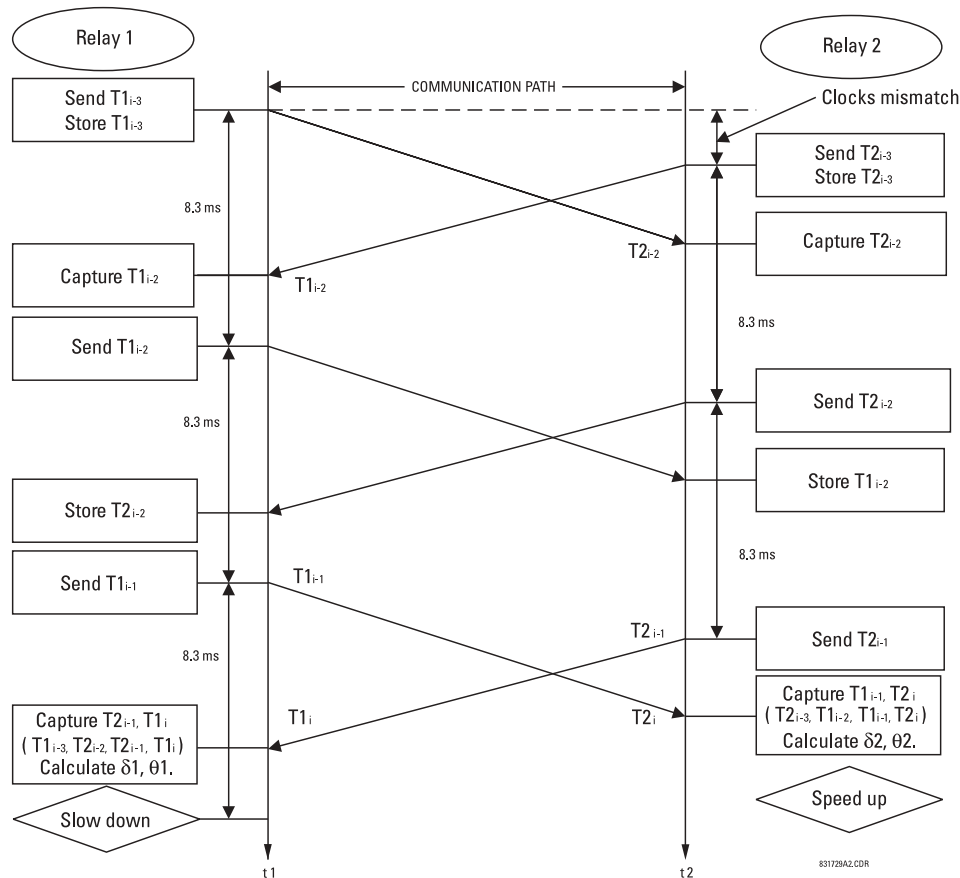 Relay 1
Relay 2
COMMUNICATION PATH
Send T1i-3
Store T1i-3
Clocks mismatch
Send T2i-3
Store T2i-3
8.3 ms
Capture T1i-2
T1i-2
T2i-2
Capture T2i-2
Send T1i-2
8.3 ms
Send T2i-2
8.3 ms
Store T1i-2
Store T2i-2
8.3 ms
Send T1i-1
T1i-1
T2i-1
Send T2i-1
8.3 ms
Capture T2i-1, T1i
( T1i-3, T2i-2, T2i-1, T1i)
Calculate δ1, θ1.
T1i
T2i
Capture T1i-1, T2i
( T2i-3, T1i-2, T1i-1, T2i)
Calculate δ2, θ2.
Slow down
Speed up
t1
t2
831729A2.CDR